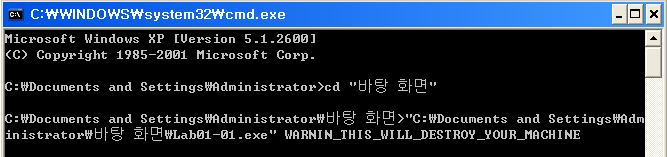 C:₩WINDOWS₩system32₩cmd.exe
Microsoft Windows XP [Version 5.1.2600]
(C) Copyright 1985-2001 Microsoft Corp.
C:₩Documents and Settings₩Administrator>cd "바탕 화면"
C:₩Documents and Settings₩Administrator₩바탕 화면>"C:₩Documents and Settings₩Adm
inistrator₩바탕 화면₩Lab01-01.exe" WARNIN_THIS_WILL_DESTROY_YOUR_MACHINE